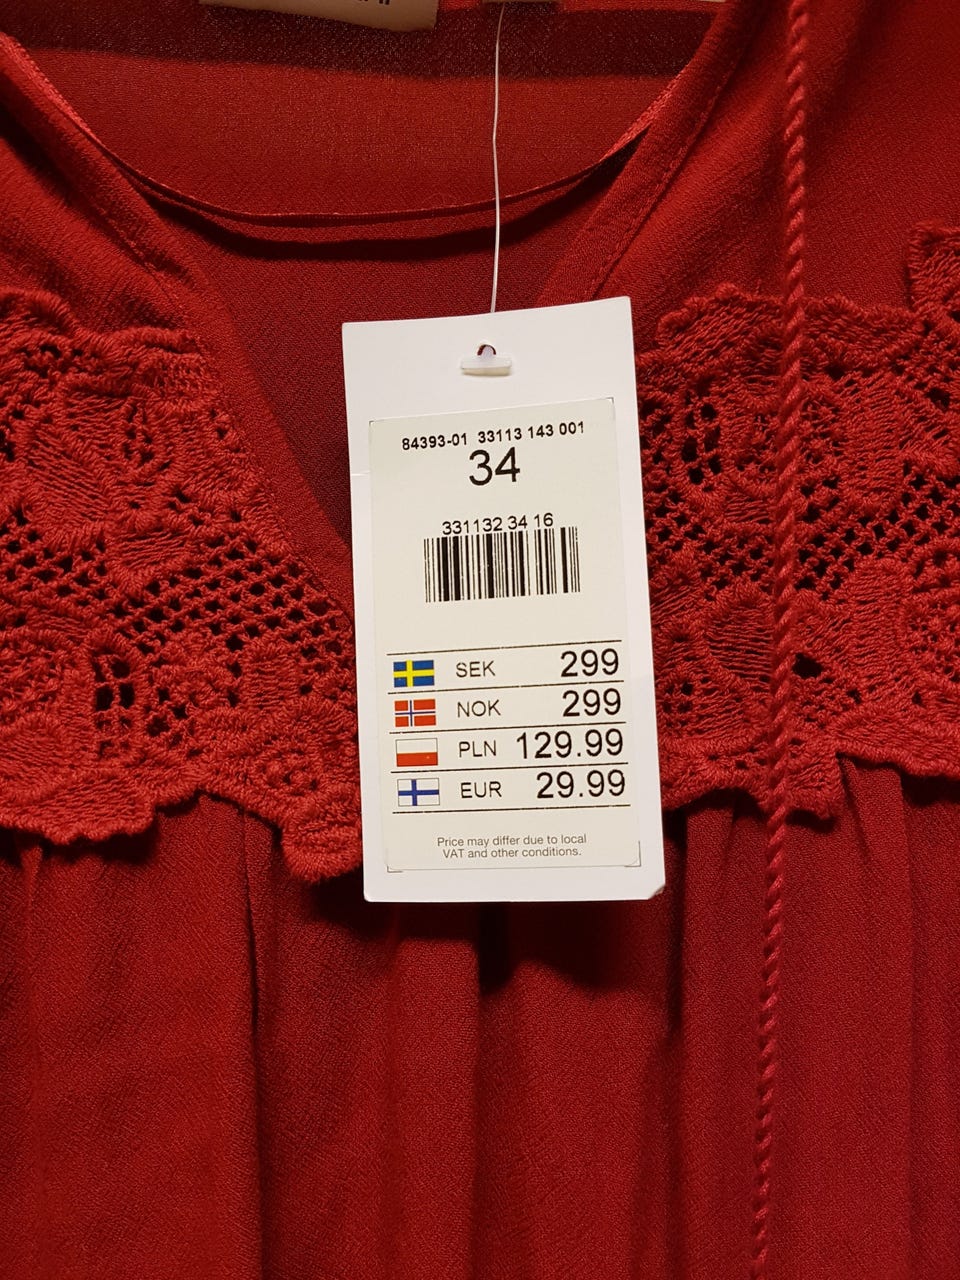 84393-01 33113 143 001
34
331132 34 16
SEK 299
NOK 299
PLN 129.99
EUR 29.99
Price may differ due to local
VAT and other conditions.